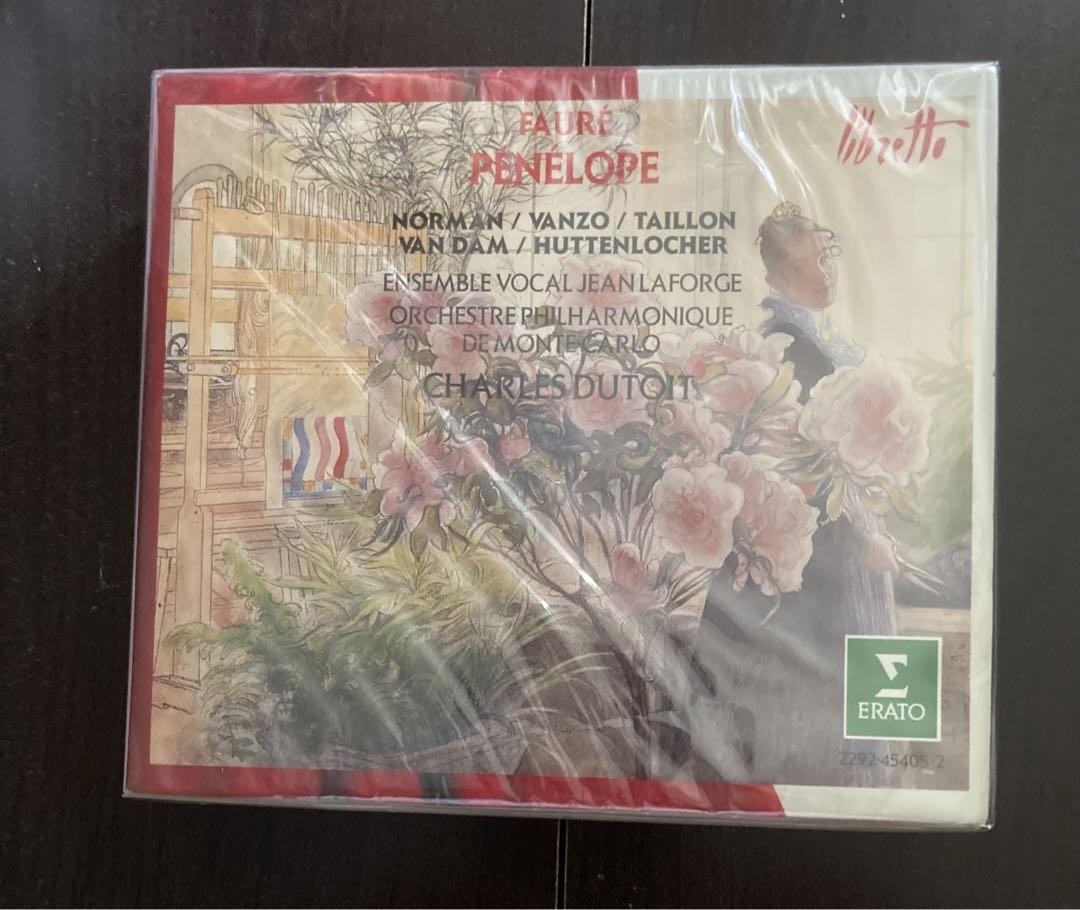 FAURÉ
PÉNÉLOPE
libretto
NORMAN / VANZO / TAILLON
VAN DAM / HUTTENLOCHER
ENSEMBLE VOCAL JEAN LAFORGE
ORCHESTRE PHILHARMONIQUE
DE MONTE-CARLO
CHARLES DUTOIT
ERATO
2292-45405-2